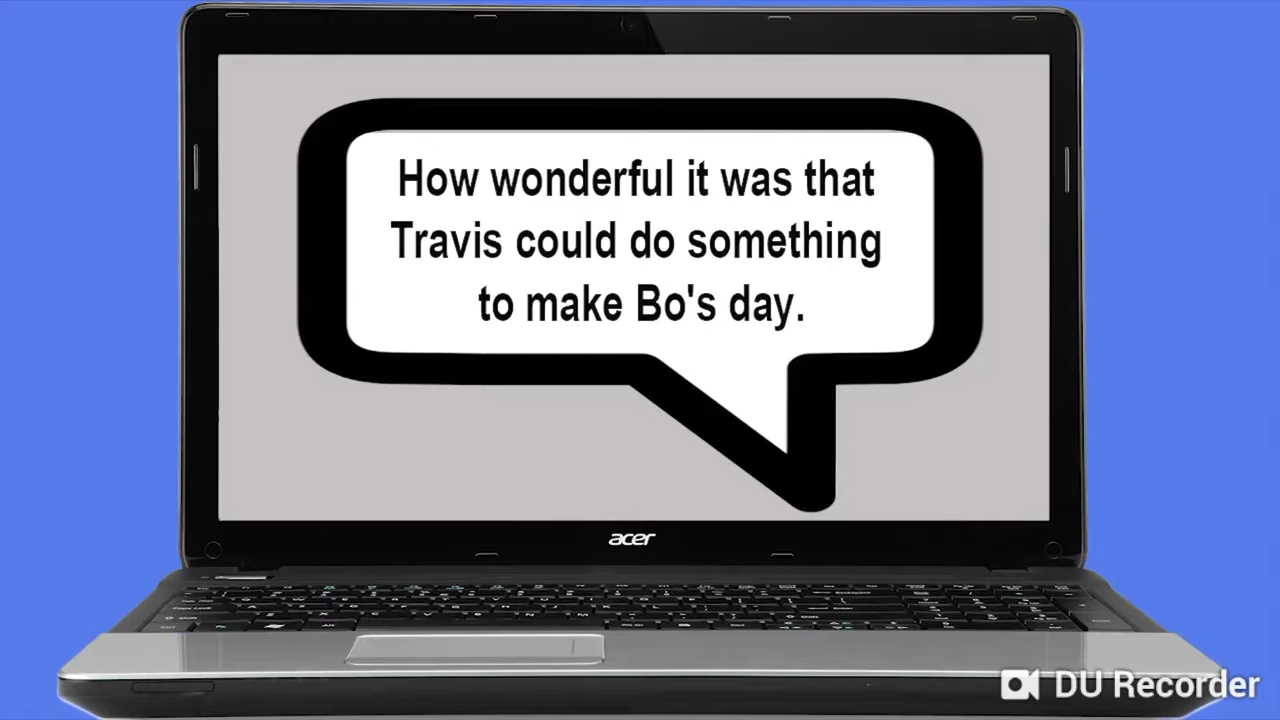 How wonderful it was that
Travis could do something
to make Bo's day.
acer
DU Recorder